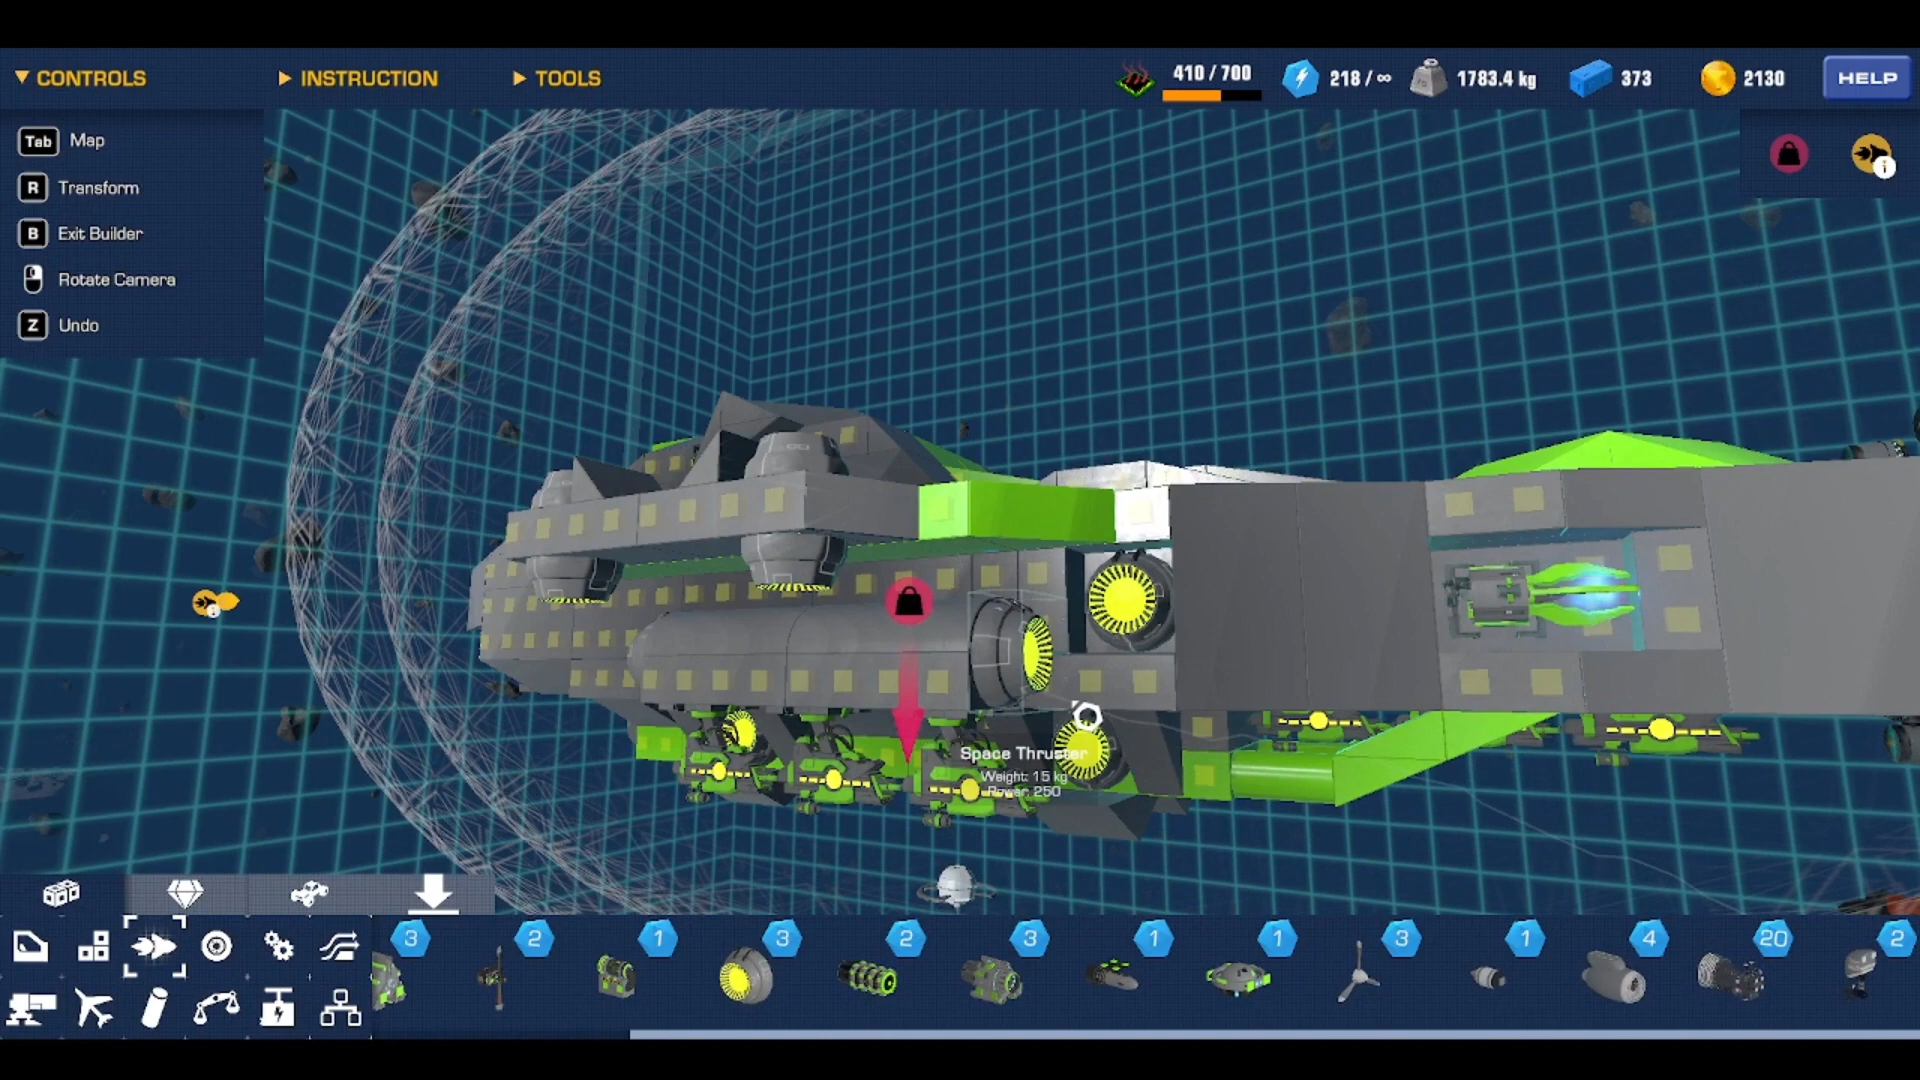 CONTROLS
INSTRUCTION
TOOLS
410 / 700
218 / ∞
1783.4 kg
373
2130
HELP
Tab Map
R Transform
B Exit Builder
Rotate Camera
Z Undo
Space Thruster
Weight: 15 kg
Power: 250
3 2 1 3 2 3 1 1 3 1 4 20 2